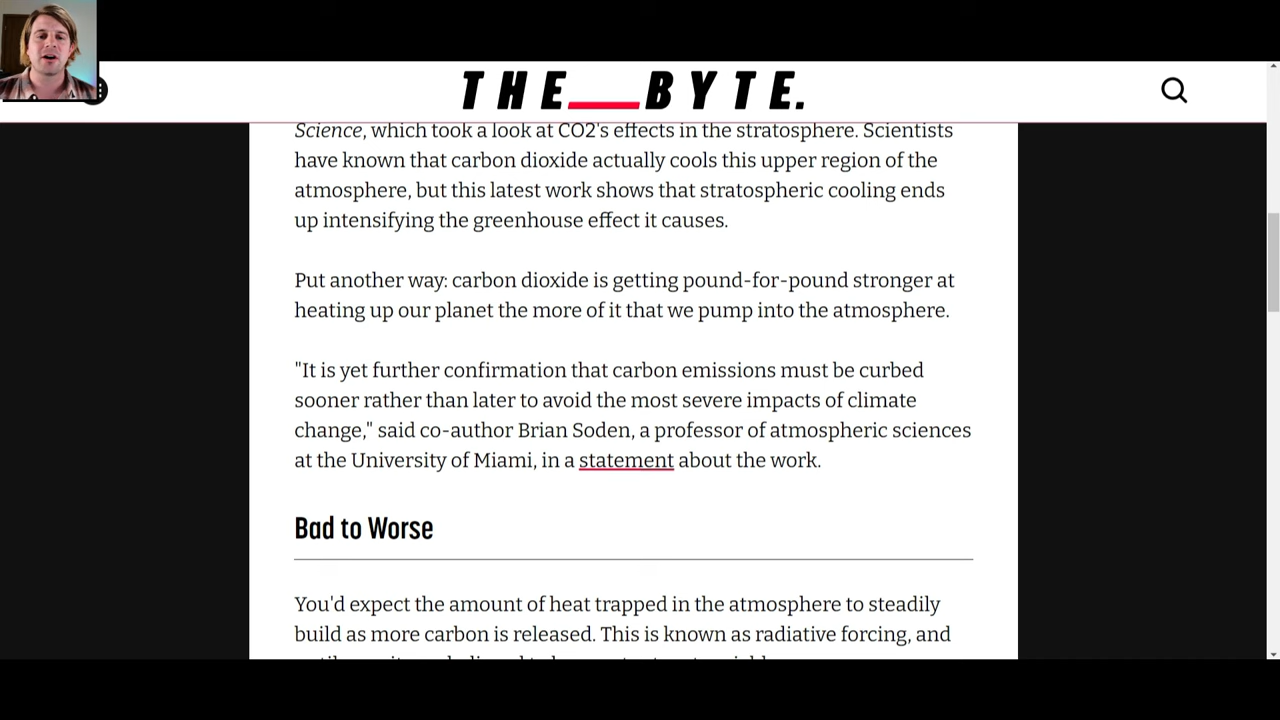 THE__BYTE.
Science, which took a look at CO2's effects in the stratosphere. Scientists
have known that carbon dioxide actually cools this upper region of the
atmosphere, but this latest work shows that stratospheric cooling ends
up intensifying the greenhouse effect it causes.
Put another way: carbon dioxide is getting pound-for-pound stronger at
heating up our planet the more of it that we pump into the atmosphere.
"It is yet further confirmation that carbon emissions must be curbed
sooner rather than later to avoid the most severe impacts of climate
change," said co-author Brian Soden, a professor of atmospheric sciences
at the University of Miami, in a statement about the work.
Bad to Worse
You'd expect the amount of heat trapped in the atmosphere to steadily
build as more carbon is released. This is known as radiative forcing, and